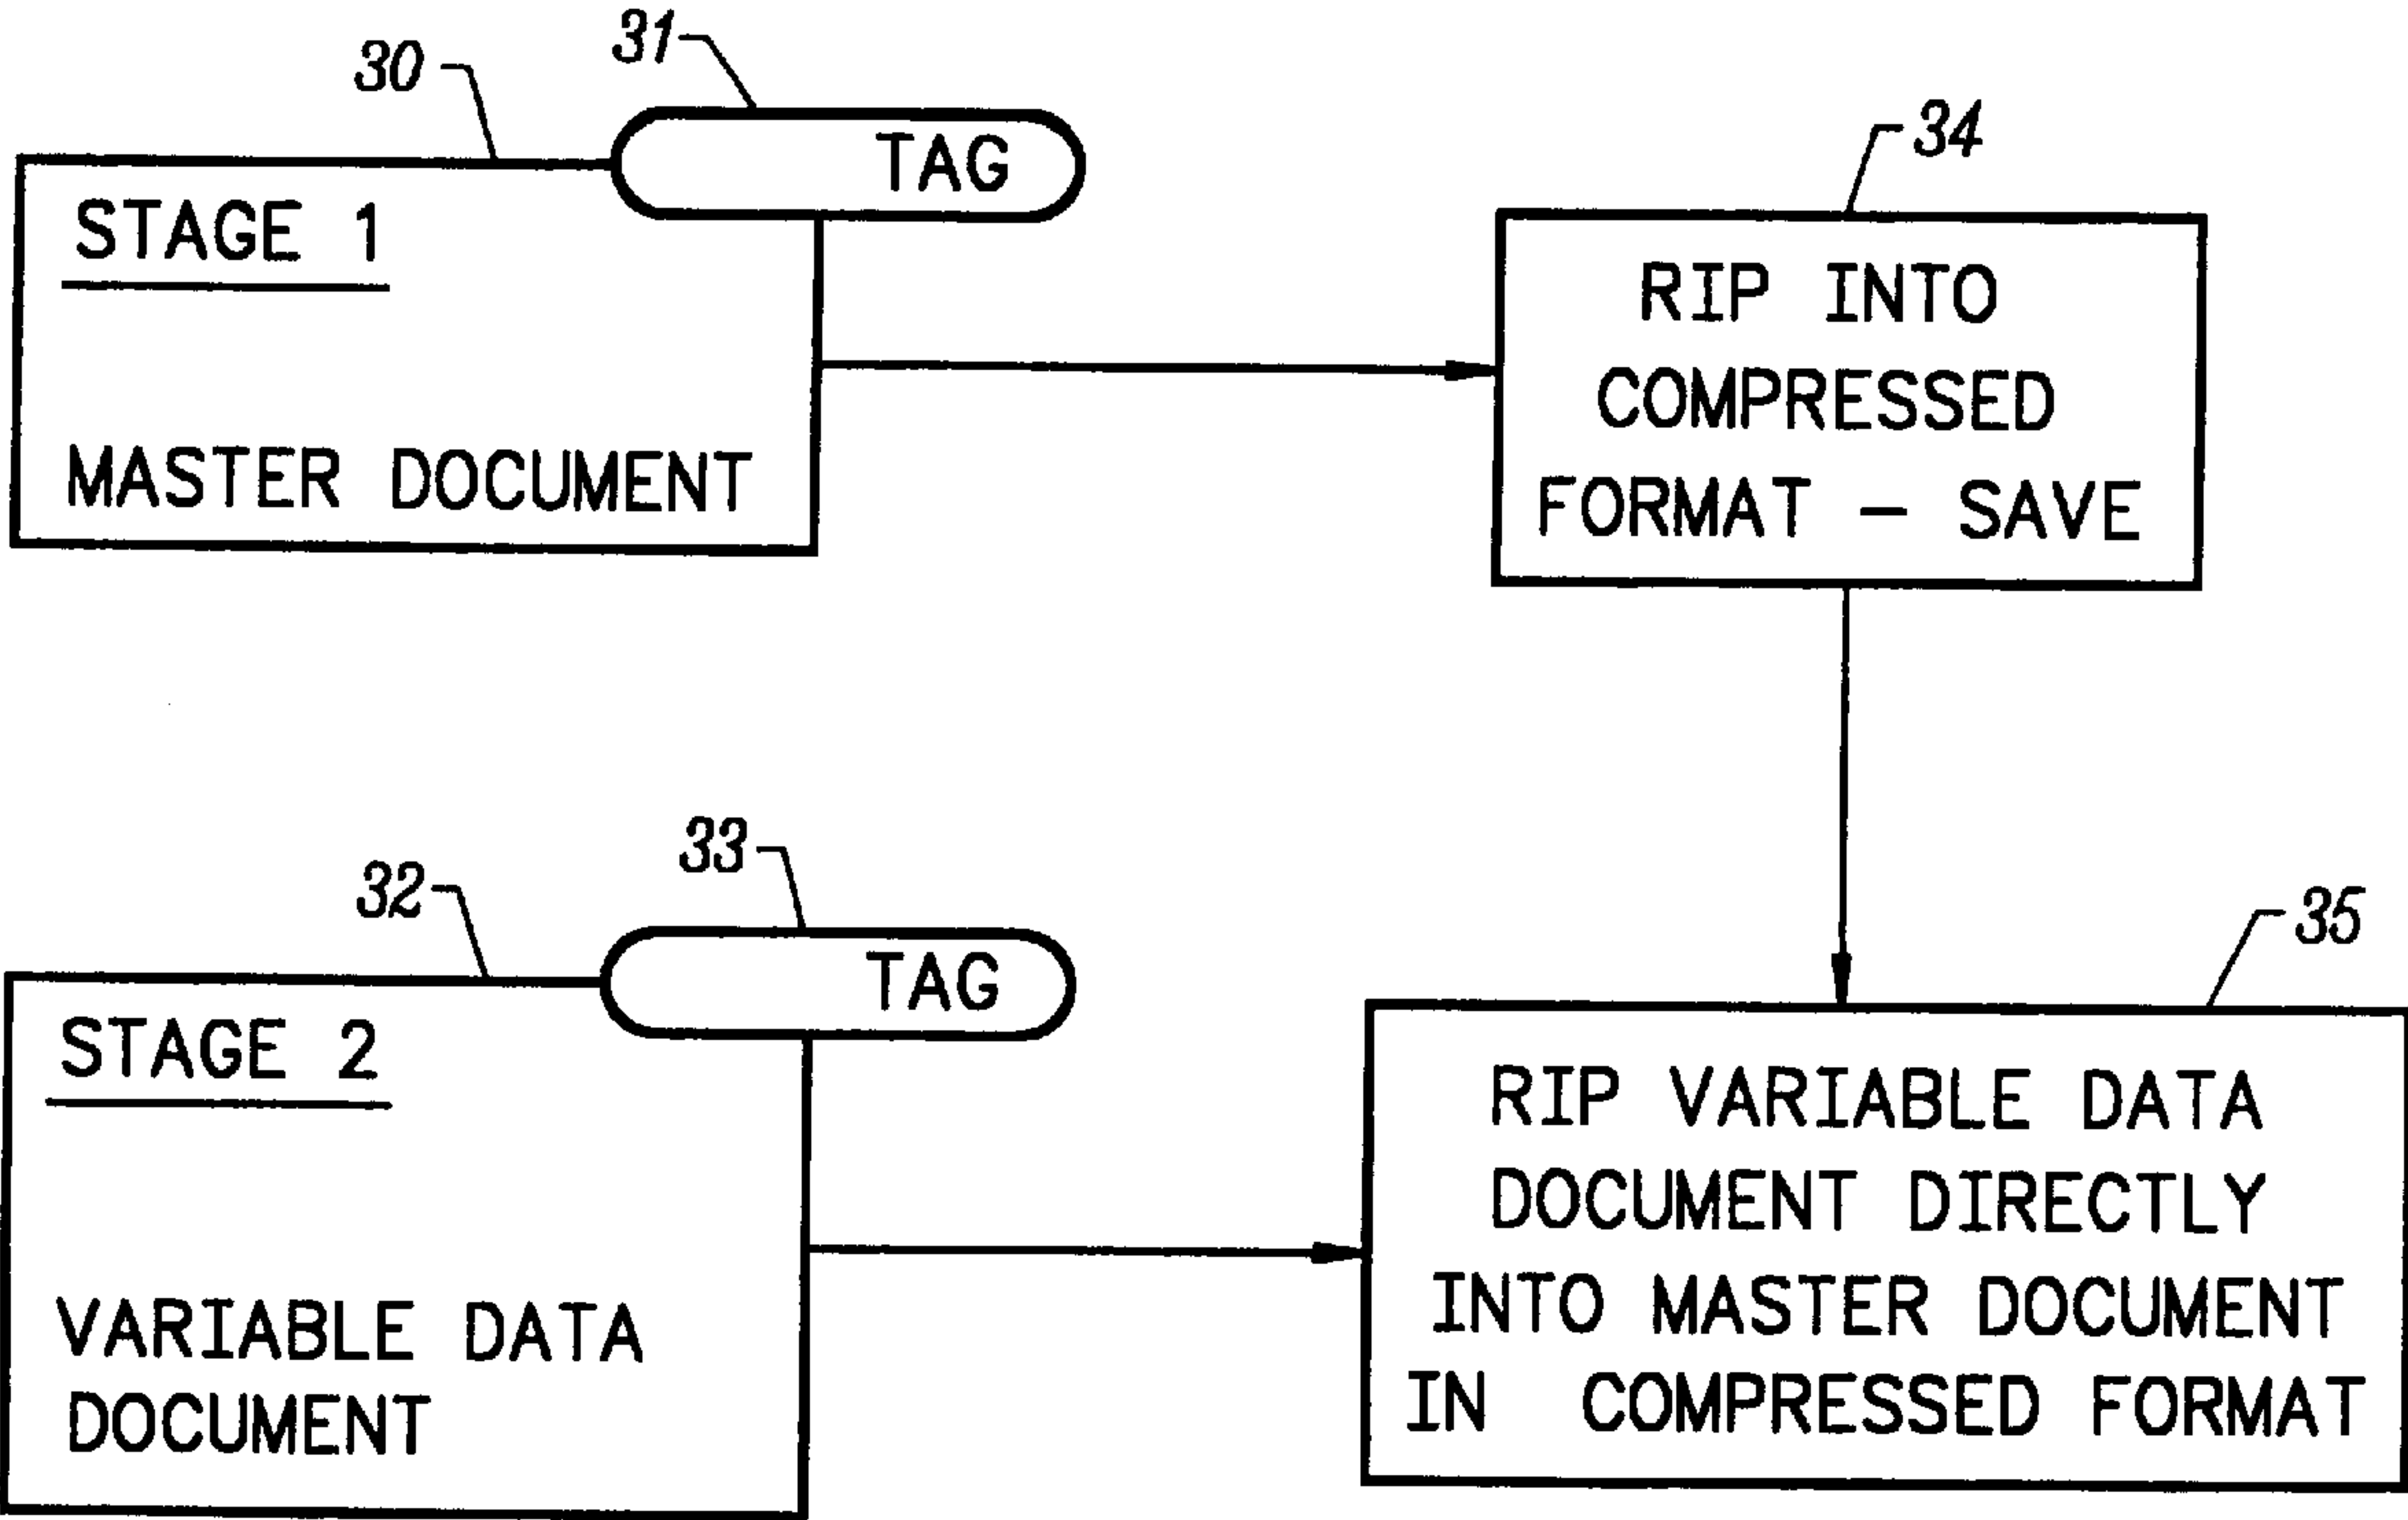 30
31
TAG
STAGE 1
MASTER DOCUMENT
34
RIP INTO
COMPRESSED
FORMAT – SAVE
32
33
TAG
STAGE 2
VARIABLE DATA
DOCUMENT
35
RIP VARIABLE DATA
DOCUMENT DIRECTLY
INTO MASTER DOCUMENT
IN COMPRESSED FORMAT